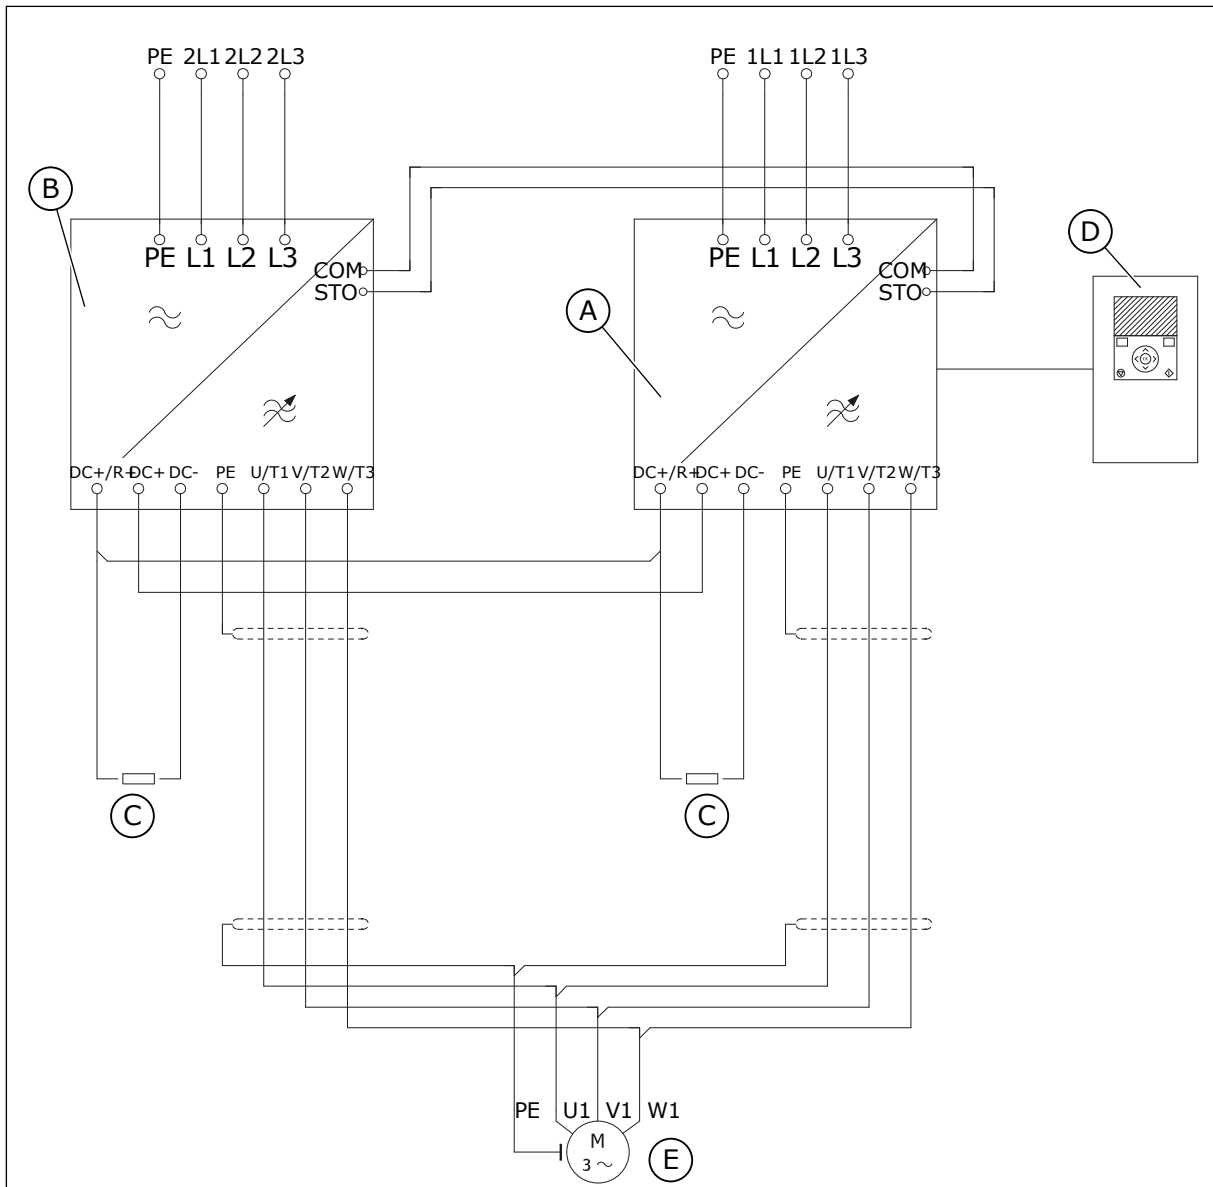 PE 2L1 2L2 2L3
PE 1L1 1L2 1L3
B
D
PE L1 L2 L3
PE L1 L2 L3
COM
STO
COM
STO
A
OK
DC+/R+ DC+ DC- PE U/T1 V/T2 W/T3
DC+/R+ DC+ DC- PE U/T1 V/T2 W/T3
C
C
PE U1 V1 W1
M
3 ~
E